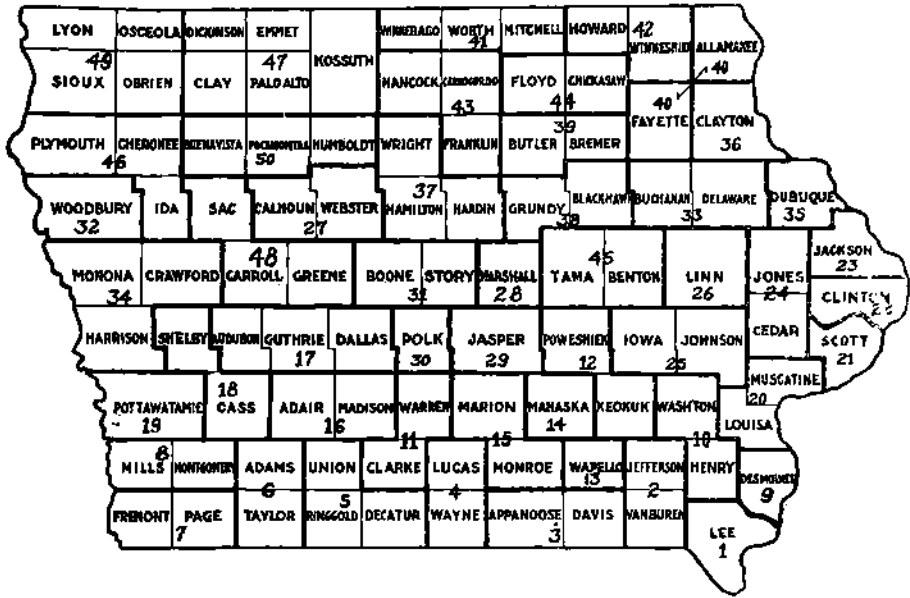 LYON OSCEOLA DICKINSON EMMET WINNEBAGO WORTH MITCHELL HOWARD 42
49 47 KOSSUTH 41 WINNESHIEK ALLAMAKEE
SIOUX OBRIEN CLAY PALO ALTO HANCOCK CERROGORDO FLOYD CHICKASAW 40
43 44 40
39 FAYETTE CLAYTON
PLYMOUTH CHEROKEE BUENAVISTA POCAHONTAS HUMBOLDT WRIGHT FRANKLIN BUTLER BREMER 36
46 50
37 BLACKHAWK BUCHANAN DELAWARE DUBUQUE
WOODBURY IDA SAC CALHOUN WEBSTER HAMILTON HARDIN GRUNDY 33 35
32 27 38
48 45 JACKSON
MONONA CRAWFORD CARROLL GREENE BOONE STORY MARSHALL TAMA BENTON LINN JONES 23
34 31 28 26 24 CLINTON
HARRISON SHELBY AUDUBON GUTHRIE DALLAS POLK JASPER POWESHIEK IOWA JOHNSON CEDAR SCOTT
17 30 29 12 25 21
18 MUSCATINE
POTTAWATAMIE CASS ADAIR MADISON WARREN MARION MAHASKA KEOKUK WASHTON 20
19 16 14 LOUISA
8 11 15 10
MILLS MONTGOMERY ADAMS UNION CLARKE LUCAS MONROE WAPELLO JEFFERSON HENRY DESMOINES
6 5 4 13 2 9
FREMONT PAGE TAYLOR RINGGOLD DECATUR WAYNE APPANOOSE DAVIS VANBUREN LEE
7 3 1